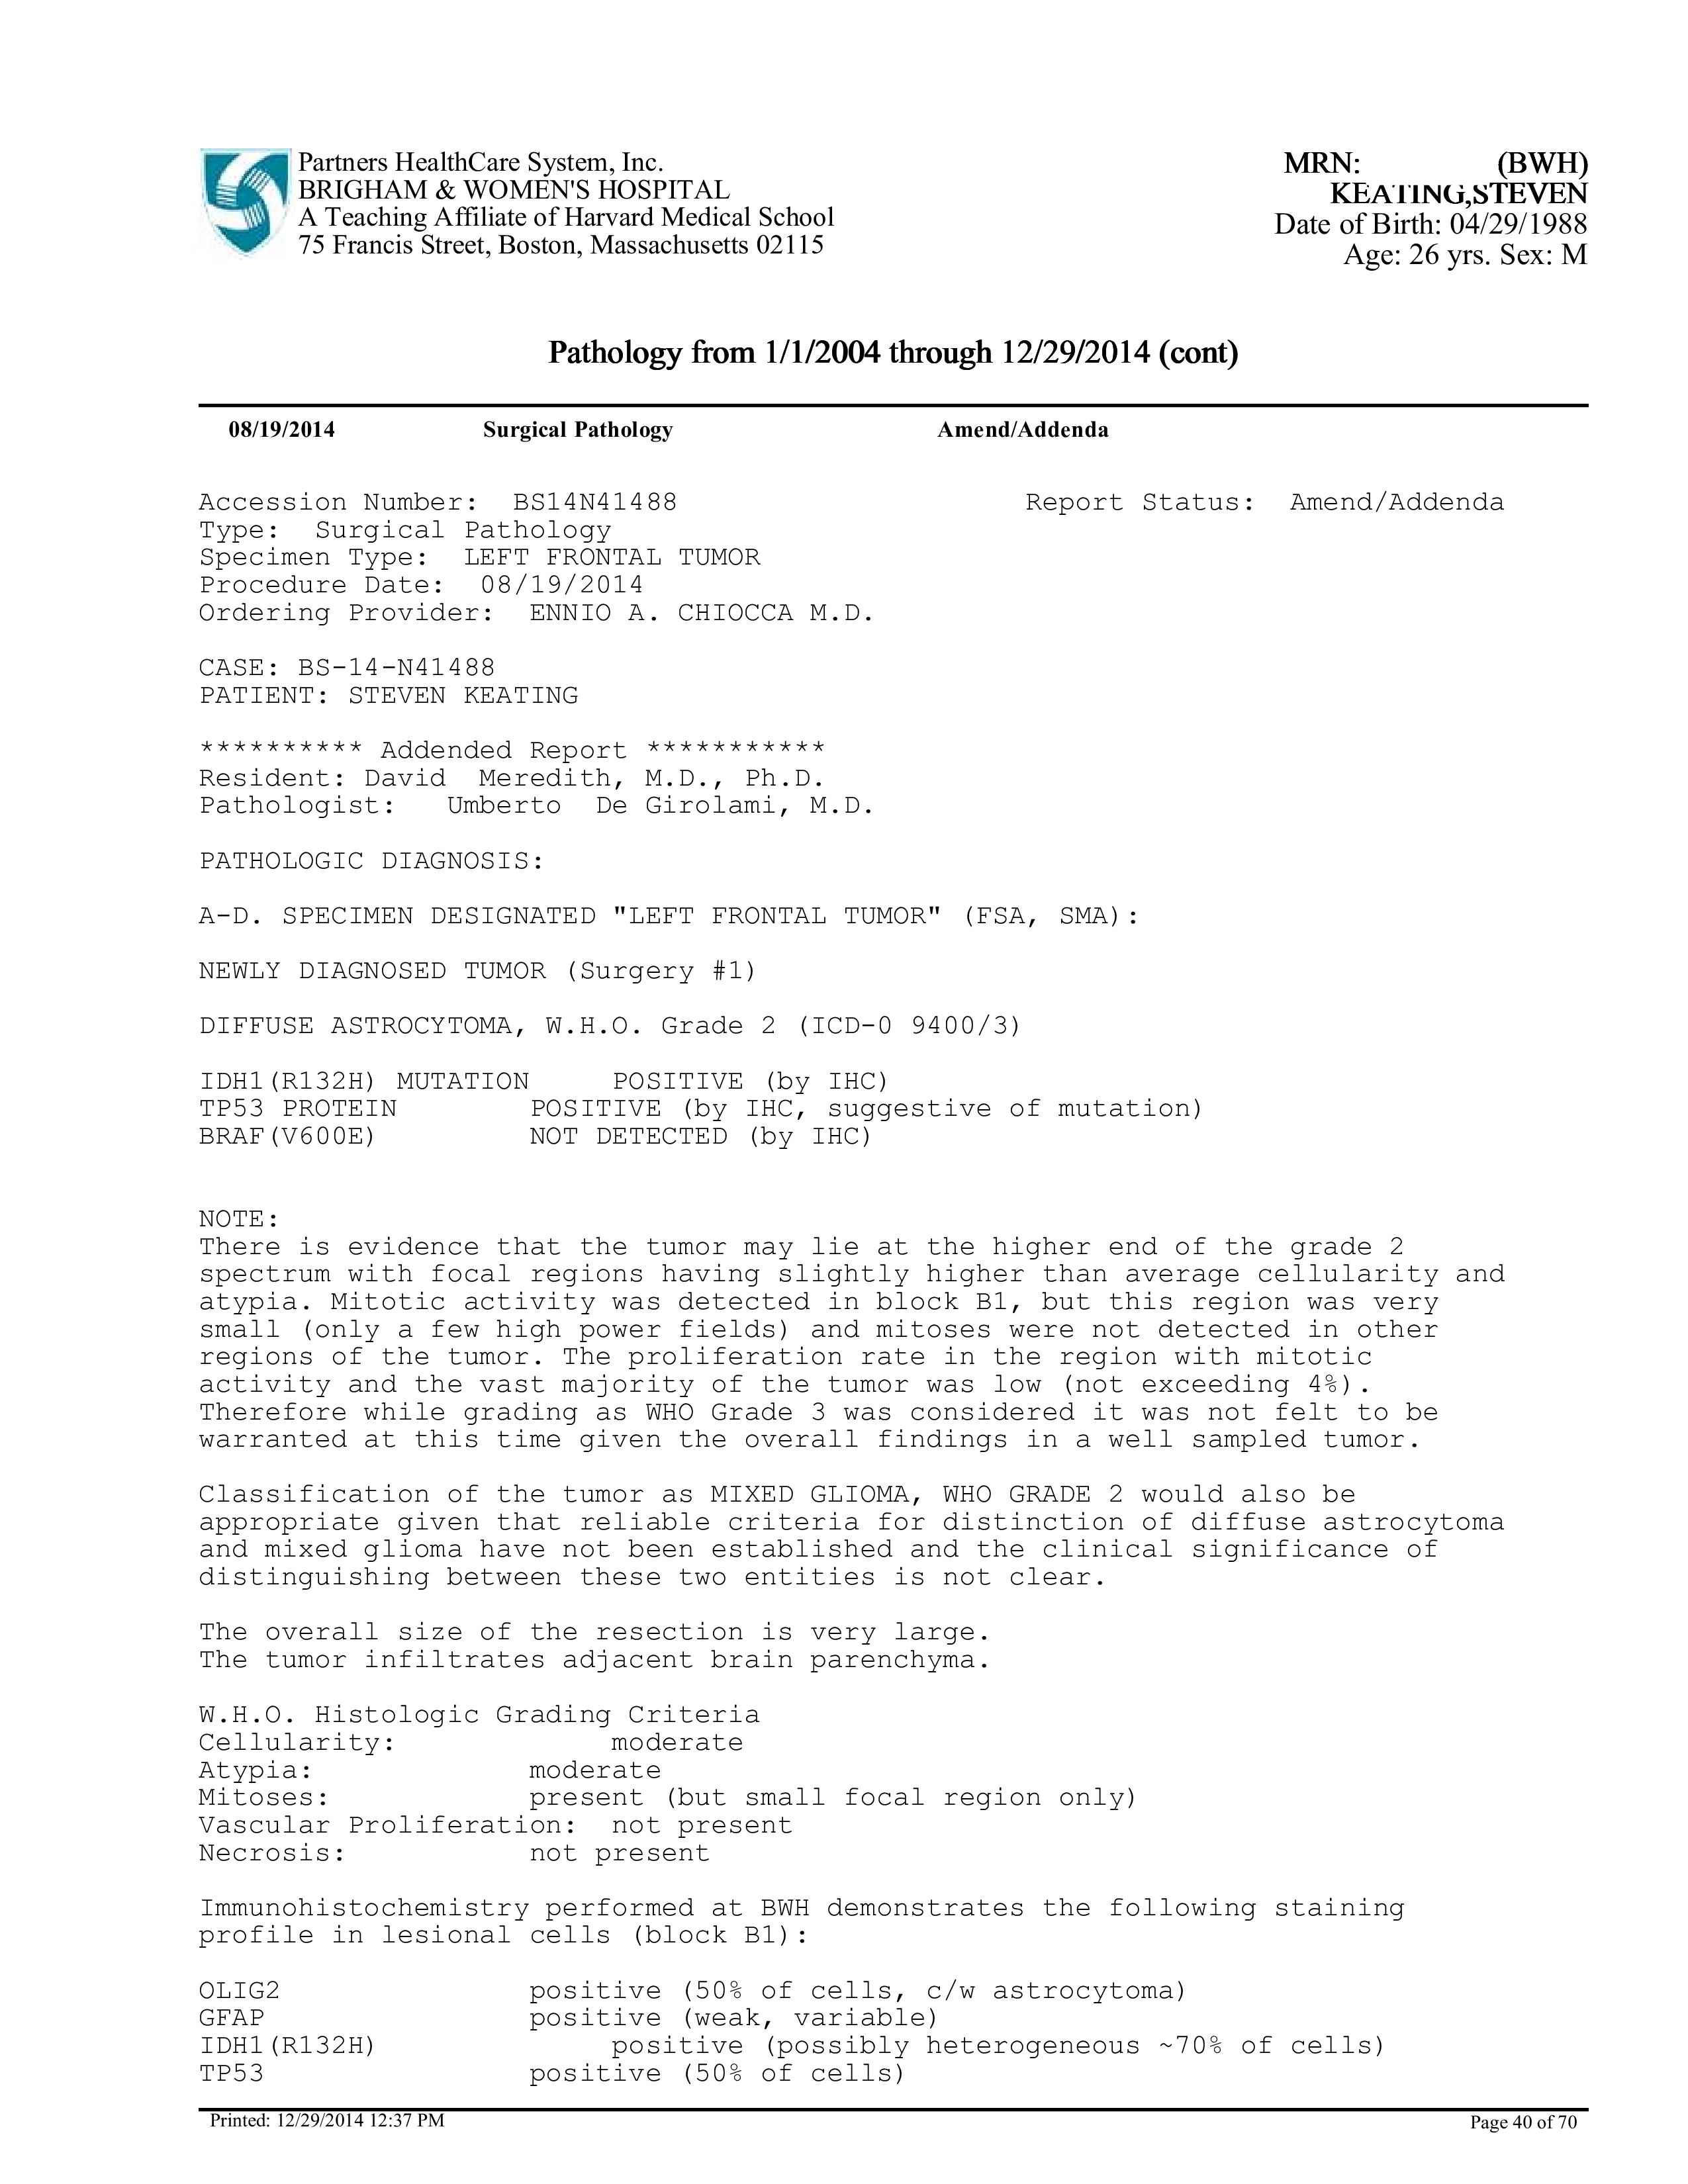 Partners HealthCare System, Inc.
BRIGHAM & WOMEN'S HOSPITAL
A Teaching Affiliate of Harvard Medical School
75 Francis Street, Boston, Massachusetts 02115
MRN: (BWH)
KEATING,STEVEN
Date of Birth: 04/29/1988
Age: 26 yrs. Sex: M
Pathology from 1/1/2004 through 12/29/2014 (cont)
08/19/2014 Surgical Pathology Amend/Addenda
Accession Number: BS14N41488 Report Status: Amend/Addenda
Type: Surgical Pathology
Specimen Type: LEFT FRONTAL TUMOR
Procedure Date: 08/19/2014
Ordering Provider: ENNIO A. CHIOCCA M.D.
CASE: BS-14-N41488
PATIENT: STEVEN KEATING
********** Addended Report ***********
Resident: David Meredith, M.D., Ph.D.
Pathologist: Umberto De Girolami, M.D.
PATHOLOGIC DIAGNOSIS:
A-D. SPECIMEN DESIGNATED "LEFT FRONTAL TUMOR" (FSA, SMA):
NEWLY DIAGNOSED TUMOR (Surgery #1)
DIFFUSE ASTROCYTOMA, W.H.O. Grade 2 (ICD-0 9400/3)
IDH1(R132H) MUTATION POSITIVE (by IHC)
TP53 PROTEIN POSITIVE (by IHC, suggestive of mutation)
BRAF(V600E) NOT DETECTED (by IHC)
NOTE:
There is evidence that the tumor may lie at the higher end of the grade 2
spectrum with focal regions having slightly higher than average cellularity and
atypia. Mitotic activity was detected in block B1, but this region was very
small (only a few high power fields) and mitoses were not detected in other
regions of the tumor. The proliferation rate in the region with mitotic
activity and the vast majority of the tumor was low (not exceeding 4%).
Therefore while grading as WHO Grade 3 was considered it was not felt to be
warranted at this time given the overall findings in a well sampled tumor.
Classification of the tumor as MIXED GLIOMA, WHO GRADE 2 would also be
appropriate given that reliable criteria for distinction of diffuse astrocytoma
and mixed glioma have not been established and the clinical significance of
distinguishing between these two entities is not clear.
The overall size of the resection is very large.
The tumor infiltrates adjacent brain parenchyma.
W.H.O. Histologic Grading Criteria
Cellularity: moderate
Atypia: moderate
Mitoses: present (but small focal region only)
Vascular Proliferation: not present
Necrosis: not present
Immunohistochemistry performed at BWH demonstrates the following staining
profile in lesional cells (block B1):
OLIG2 positive (50% of cells, c/w astrocytoma)
GFAP positive (weak, variable)
IDH1(R132H) positive (possibly heterogeneous ~70% of cells)
TP53 positive (50% of cells)
Printed: 12/29/2014 12:37 PM Page 40 of 70